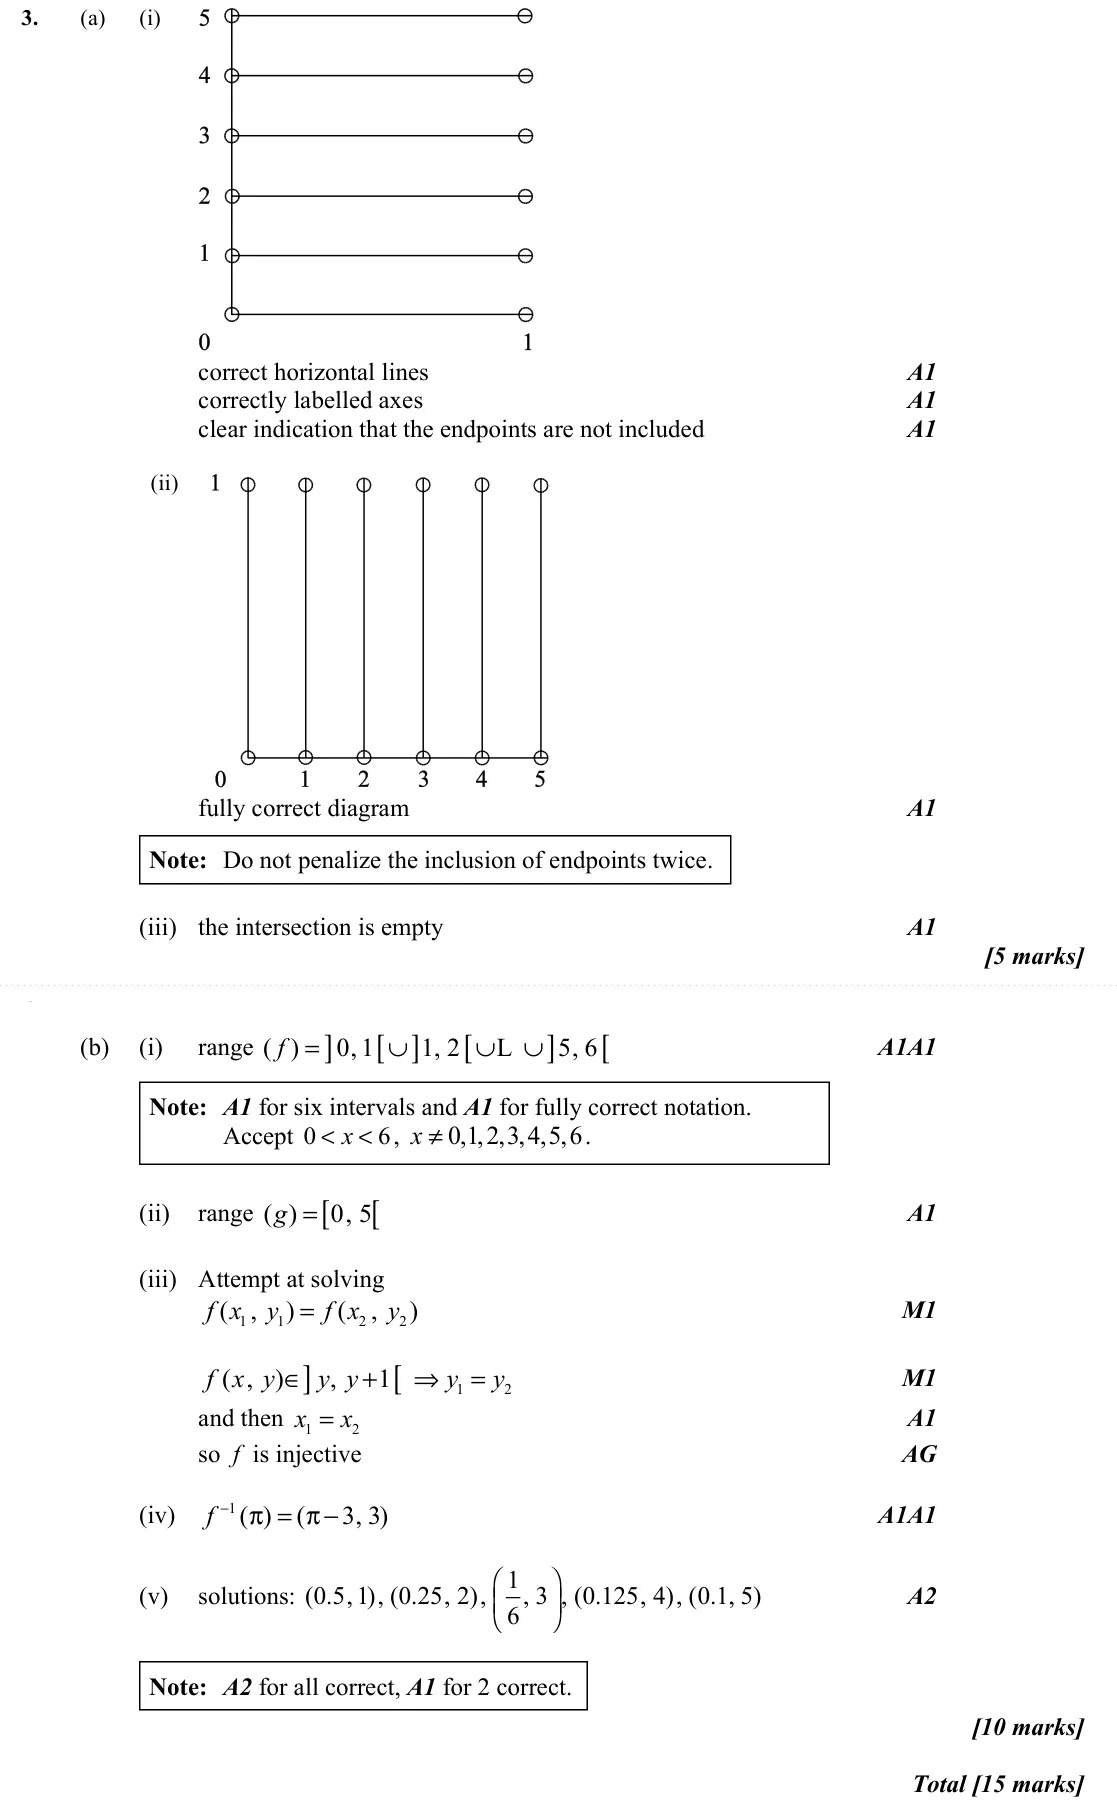 3. (a) (i) 5
4
3
2
1
0 1
correct horizontal lines A1
correctly labelled axes A1
clear indication that the endpoints are not included A1
(ii) 1
0 1 2 3 4 5
fully correct diagram A1
Note: Do not penalize the inclusion of endpoints twice.
(iii) the intersection is empty A1
[5 marks]
(b) (i) range (f) = ]0, 1[∪]1, 2[∪L ∪]5, 6[ A1A1
Note: A1 for six intervals and A1 for fully correct notation.
Accept 0 < x < 6, x ≠ 0,1,2,3,4,5,6.
(ii) range (g) = [0, 5[ A1
(iii) Attempt at solving
f(x₁, y₁) = f(x₂, y₂) M1
f(x, y)∈]y, y+1[ ⇒ y₁ = y₂ M1
and then x₁ = x₂ A1
so f is injective AG
(iv) f⁻¹(π) = (π−3, 3) A1A1
(v) solutions: (0.5, 1), (0.25, 2), (1/6, 3), (0.125, 4), (0.1, 5) A2
Note: A2 for all correct, A1 for 2 correct.
[10 marks]
Total [15 marks]